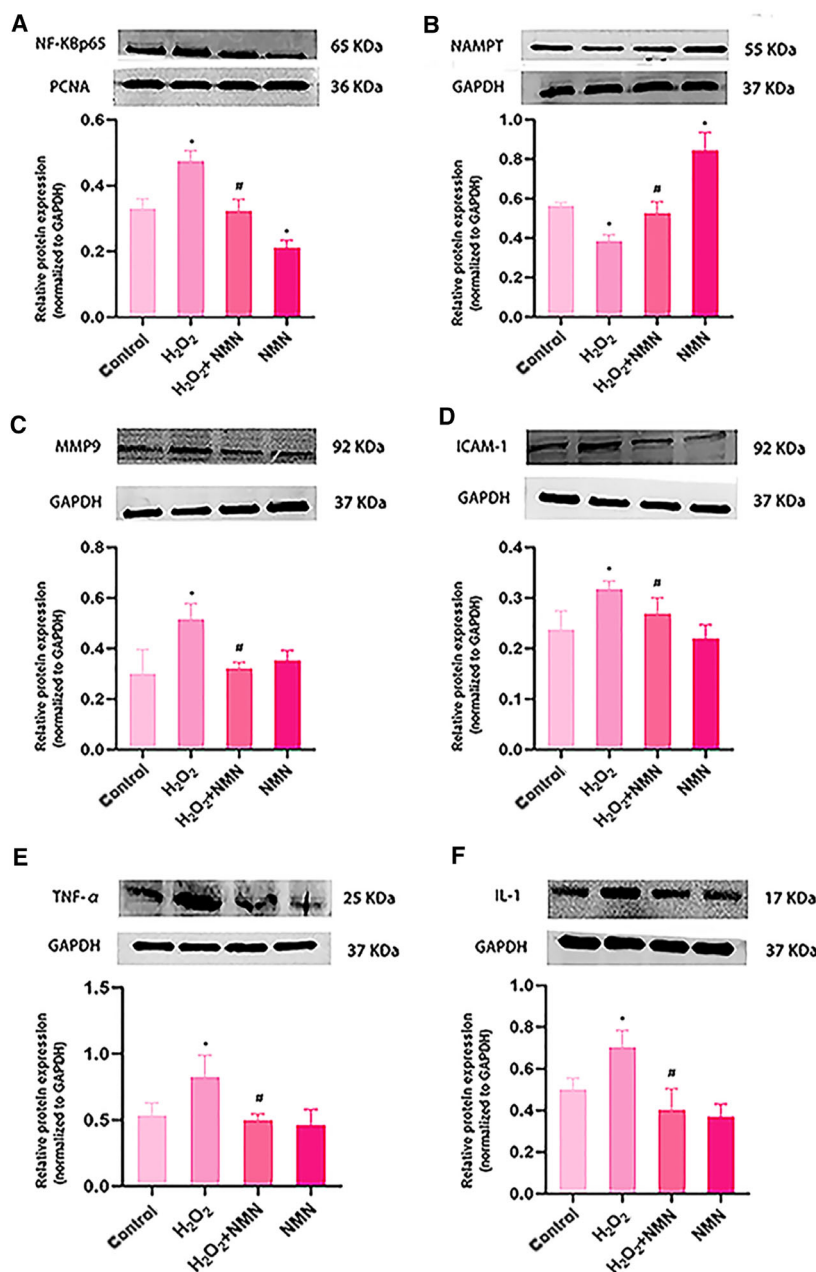 A
NF-KBp65
65 KDa
PCNA
36 KDa
Relative protein expression
(normalized to GAPDH)
0.6
*
0.4
#
*
0.2
0.0
Control
H₂O₂
H₂O₂+ NMN
NMN
B
NAMPT
55 KDa
GAPDH
37 KDa
Relative protein expression
(normalized to GAPDH)
1.0
*
0.8
#
0.6
*
0.4
0.2
0.0
Control
H₂O₂
H₂O₂+NMN
NMN
C
MMP9
92 KDa
GAPDH
37 KDa
Relative protein expression
(normalized to GAPDH)
0.8
*
0.6
#
0.4
0.2
0.0
Control
H₂O₂
H₂O₂+NMN
NMN
D
ICAM-1
92 KDa
GAPDH
37 KDa
Relative protein expression
(normalized to GAPDH)
0.4
*
#
0.3
0.2
0.1
0.0
Control
H₂O₂
H₂O₂+NMN
NMN
E
TNF-α
25 KDa
GAPDH
37 KDa
Relative protein expression
(normalized to GAPDH)
1.5
*
1.0
#
0.5
0.0
Control
H₂O₂
H₂O₂+NMN
NMN
F
IL-1
17 KDa
GAPDH
37 KDa
Relative protein expression
(normalized to GAPDH)
1.0
*
0.8
#
0.6
0.4
0.2
0.0
Control
H₂O₂
H₂O₂+NMN
NMN